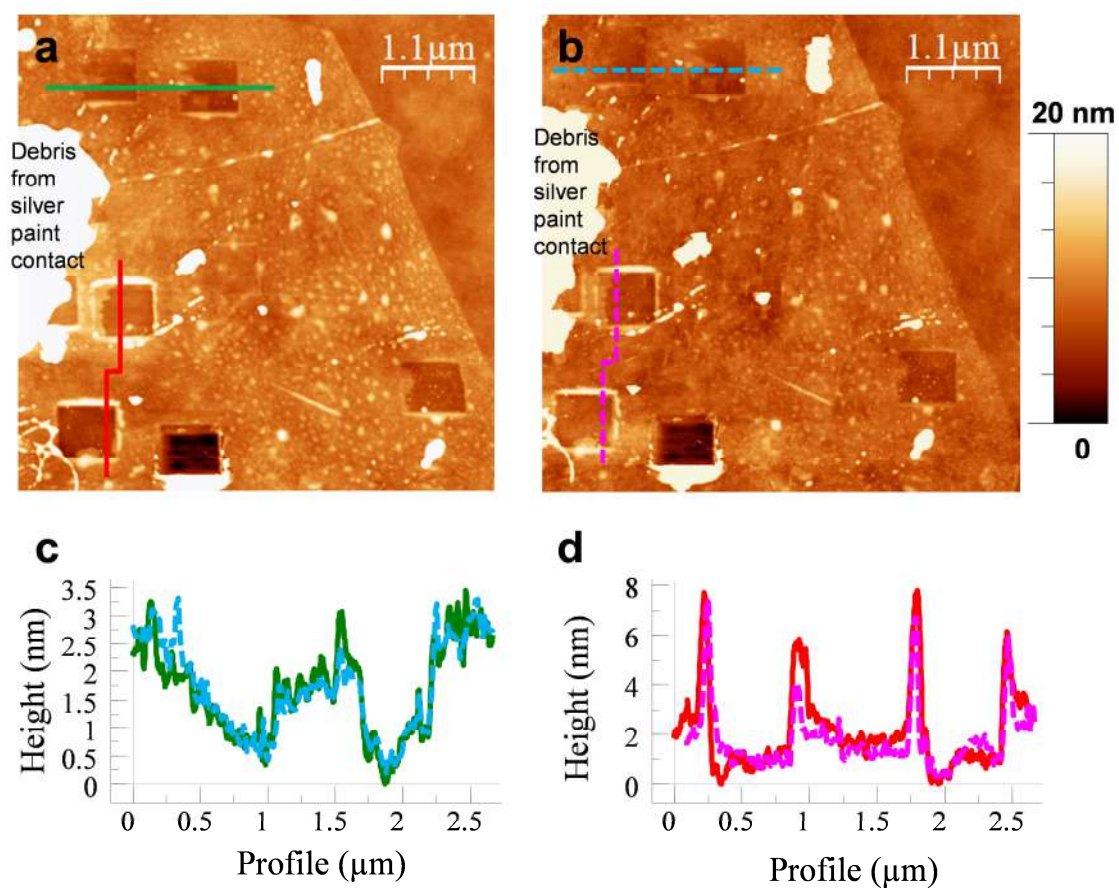 a
1.1µm
Debris
from
silver
paint
contact
b
1.1µm
Debris
from
silver
paint
contact
20 nm
0
c
3.5
3
2.5
2
1.5
1
0.5
0
Height (nm)
0 0.5 1 1.5 2 2.5
Profile (µm)
d
8
6
4
2
0
Height (nm)
0 0.5 1 1.5 2 2.5
Profile (µm)